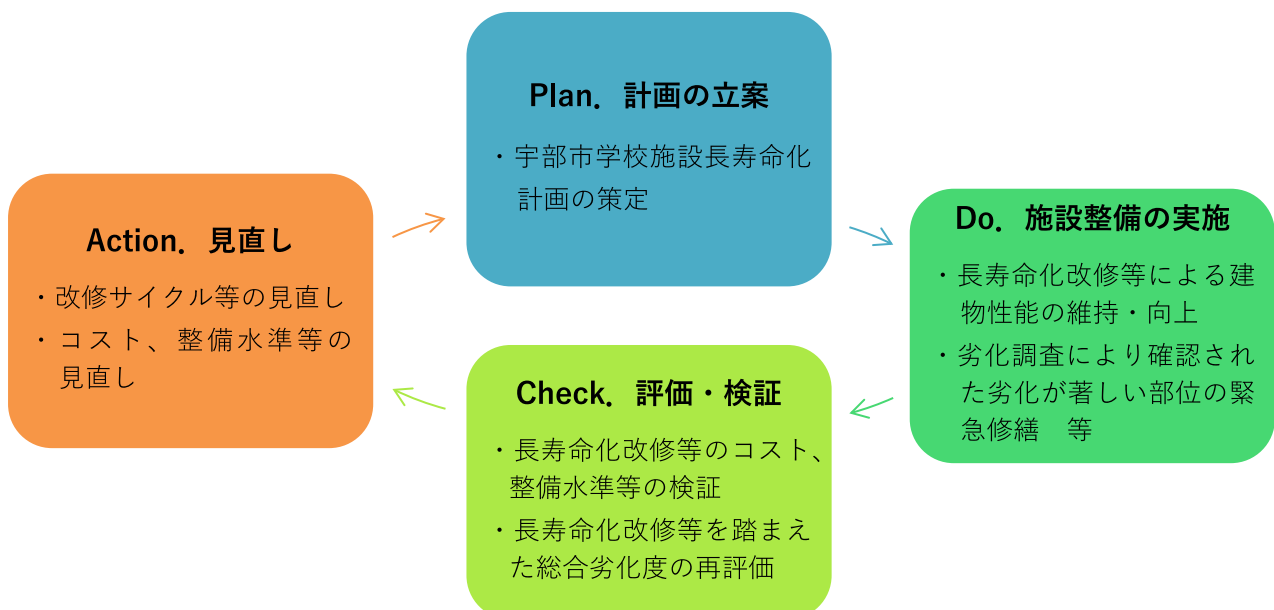 Plan．計画の立案
・宇部市学校施設長寿命化
計画の策定
Do．施設整備の実施
・長寿命化改修等による建
物性能の維持・向上
・劣化調査により確認され
た劣化が著しい部位の緊
急修繕　等
Check．評価・検証
・長寿命化改修等のコスト、
整備水準等の検証
・長寿命化改修等を踏まえ
た総合劣化度の再評価
Action．見直し
・改修サイクル等の見直し
・コスト、整備水準等の
見直し